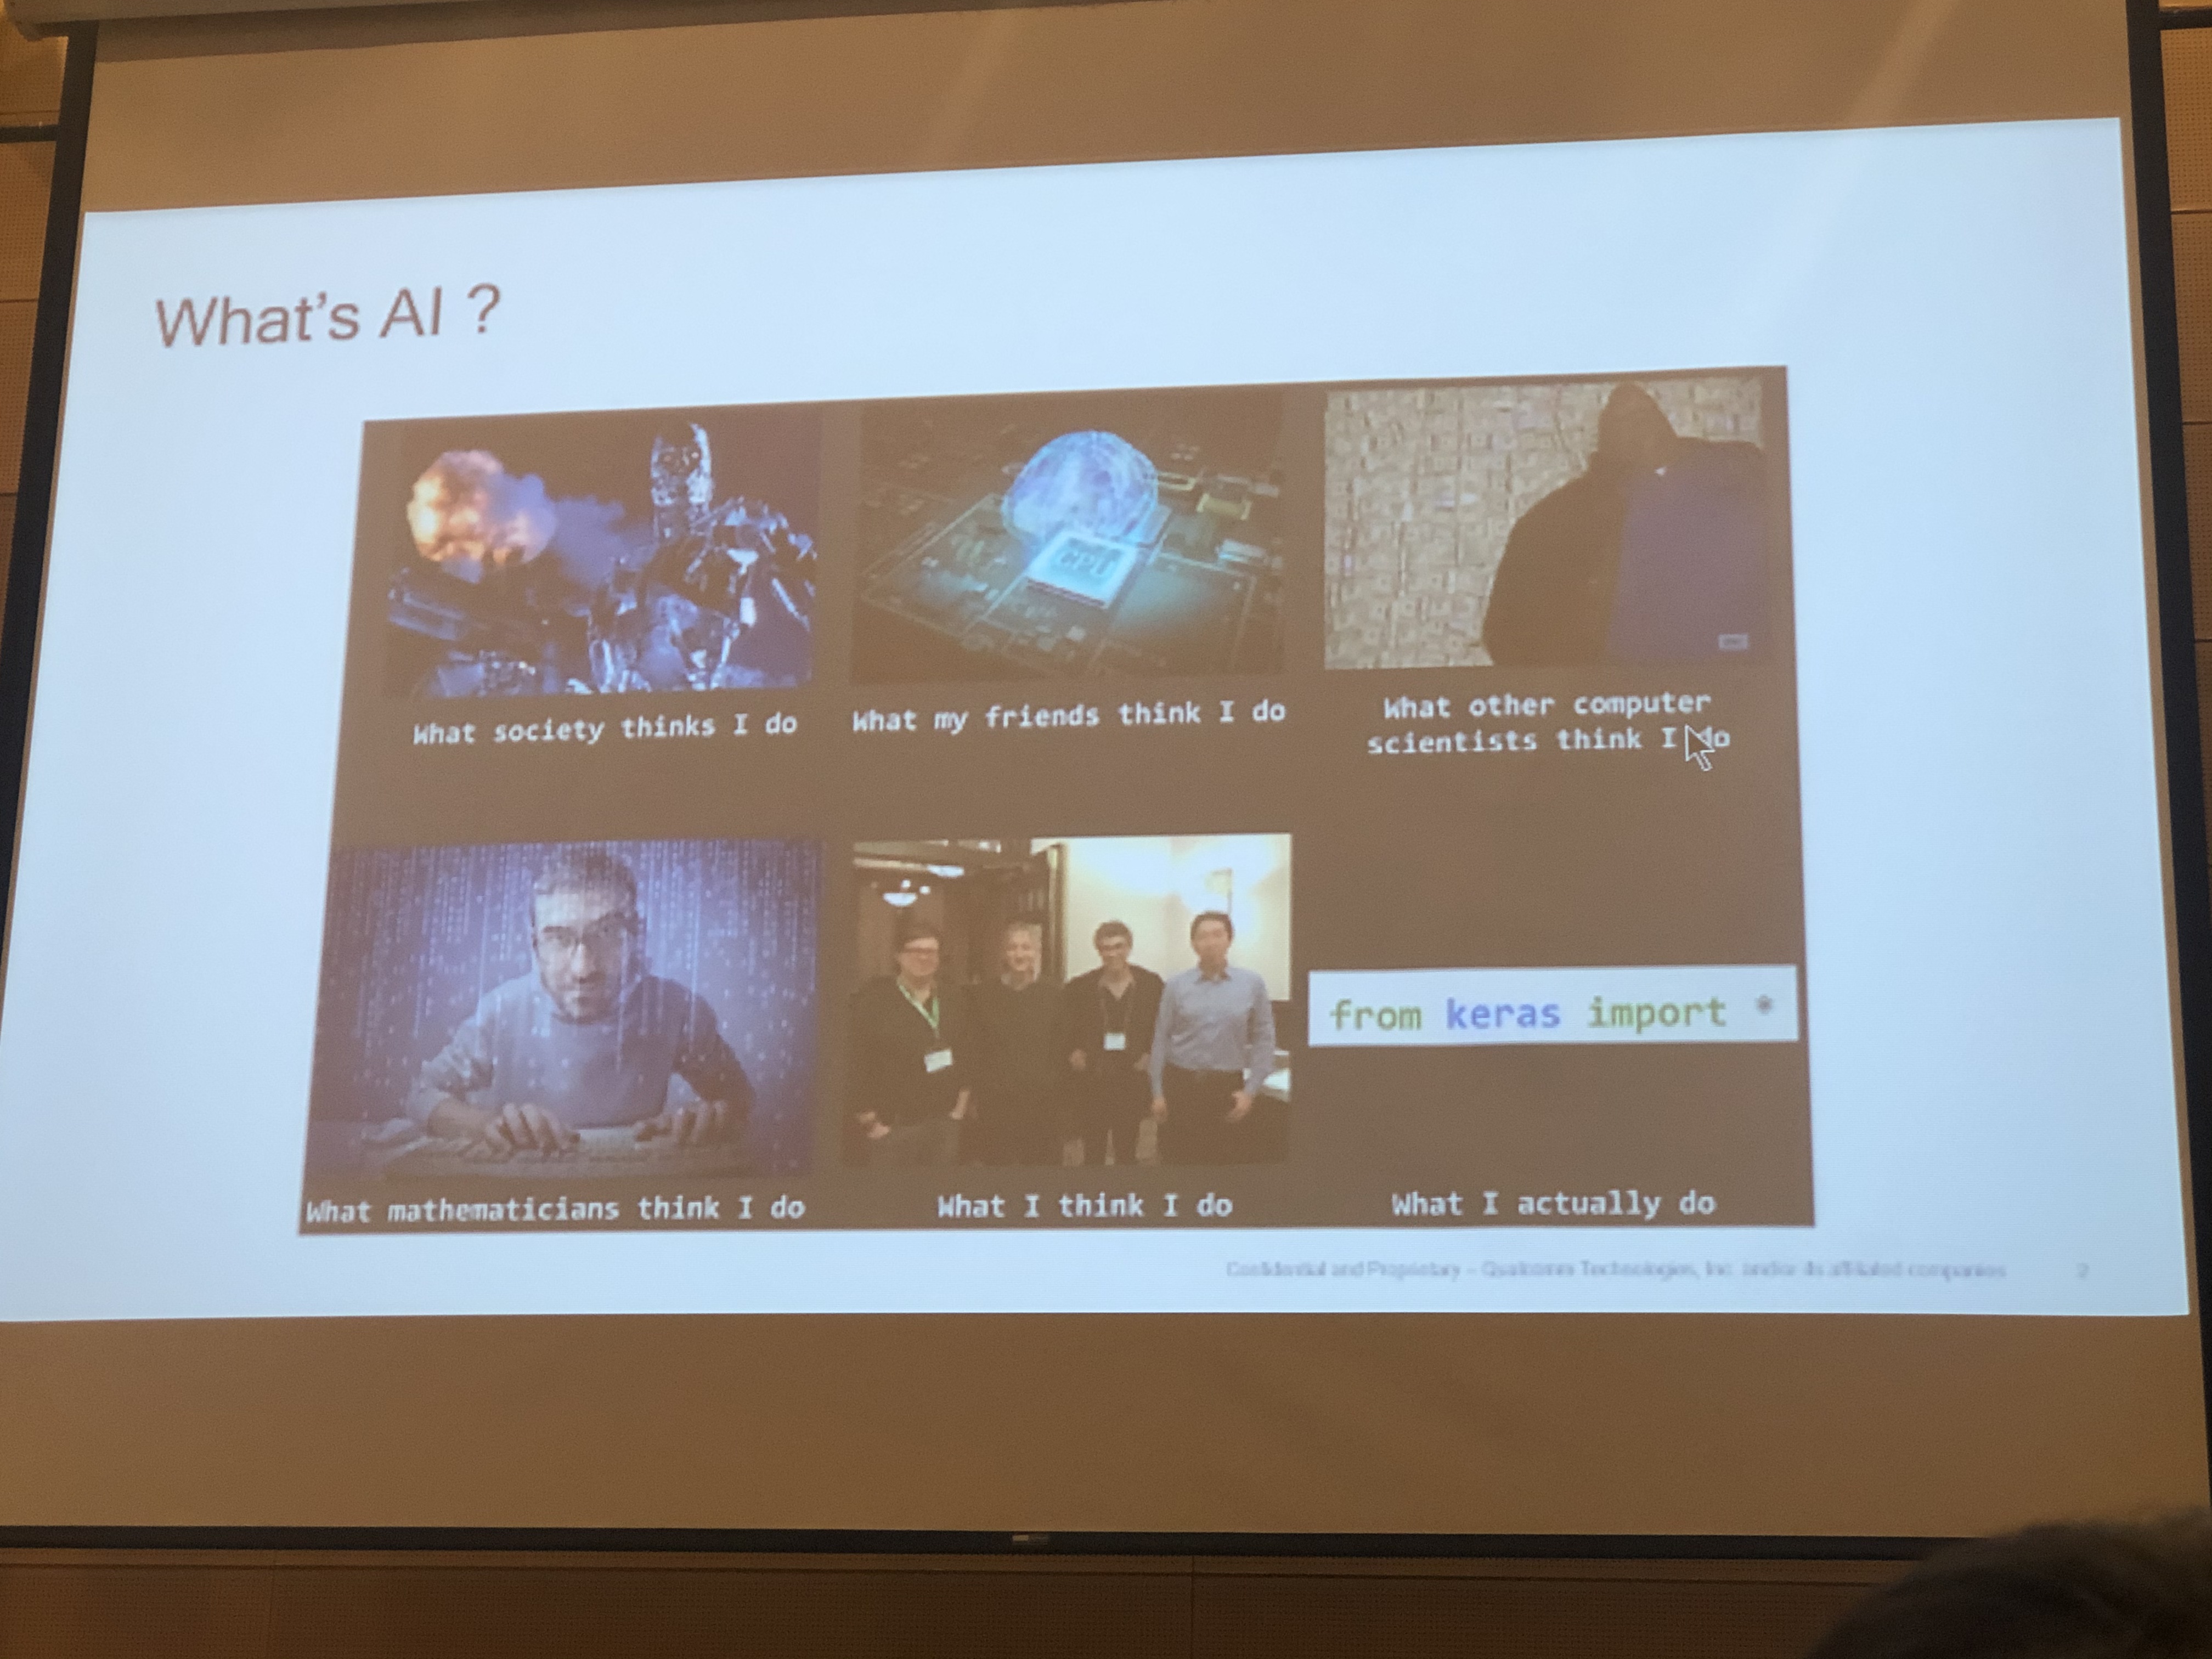 What's AI ?
GPT
What society thinks I do
What my friends think I do
What other computer
scientists think I do
from keras import *
What mathematicians think I do
What I think I do
What I actually do
Confidential and Proprietary – Qualcomm Technologies, Inc. and/or its affiliated companies 2